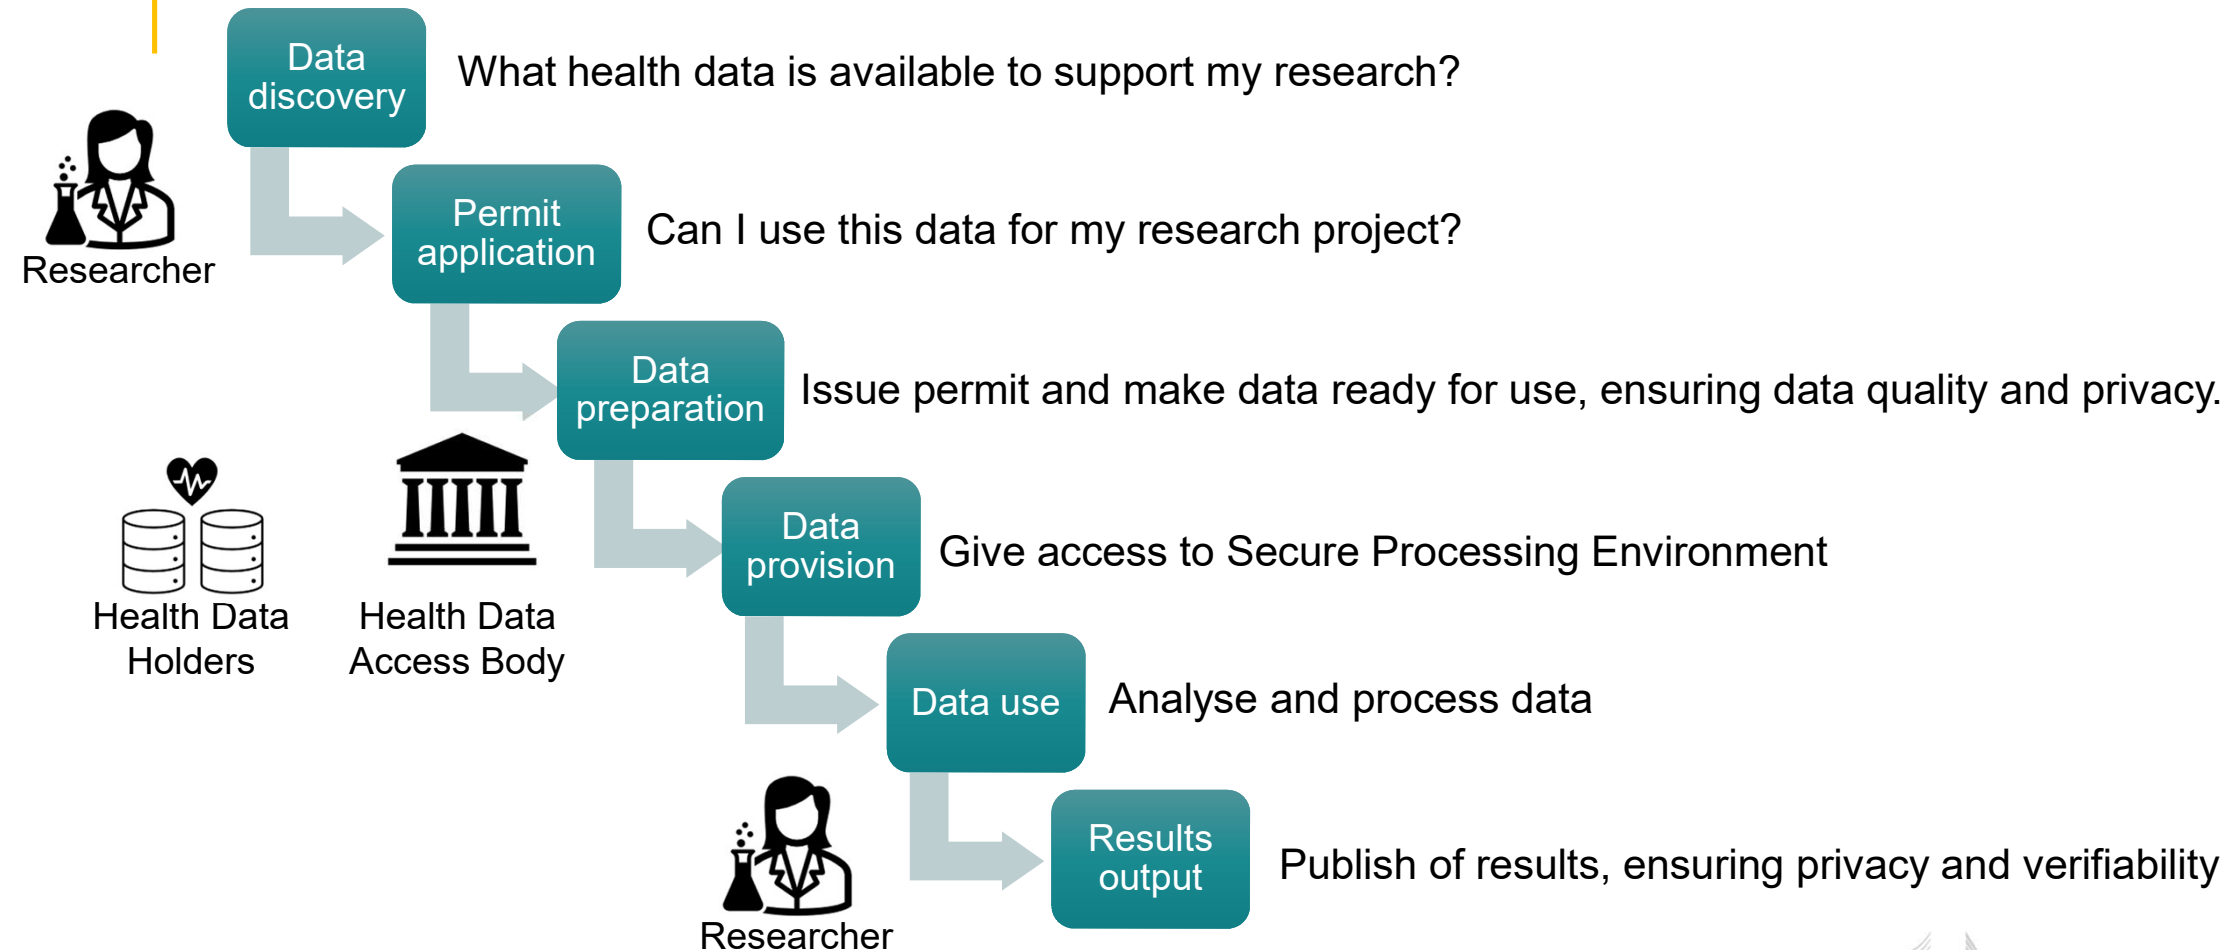 Data
discovery
What health data is available to support my research?
Researcher
Permit
application
Can I use this data for my research project?
Data
preparation
Issue permit and make data ready for use, ensuring data quality and privacy.
Health Data
Holders
Health Data
Access Body
Data
provision
Give access to Secure Processing Environment
Data use
Analyse and process data
Researcher
Results
output
Publish of results, ensuring privacy and verifiability